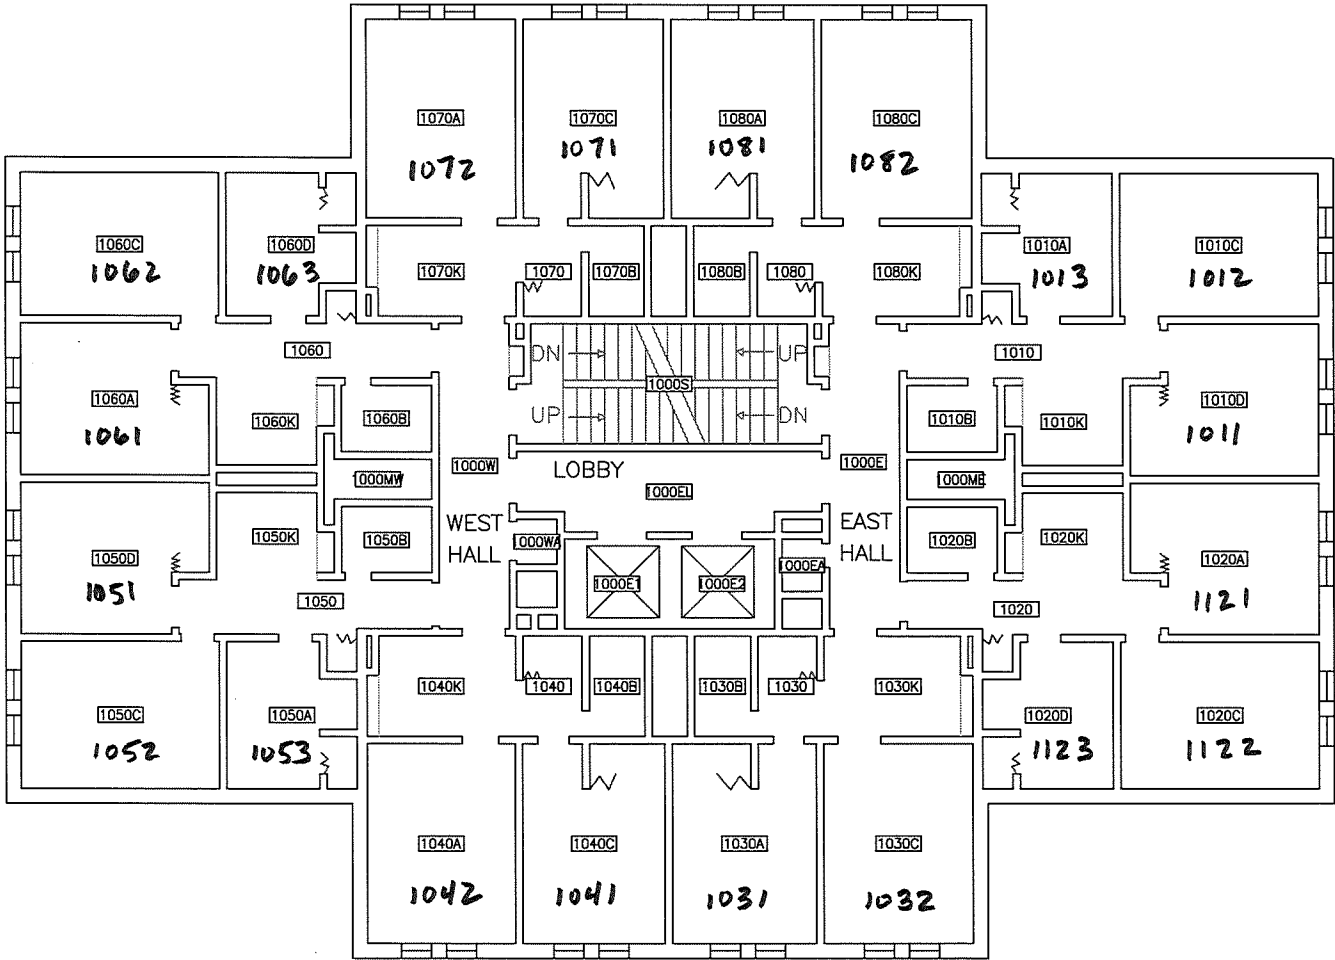 1070A
1070C
1080A
1080C
1072
1071
1081
1082
1060C
1060D
1010A
1010C
1062
1063
1013
1012
1070K
1070
1070B
1080B
1080
1080K
1060
DN
UP
1010
1000S
1060A
1061
1060K
1060B
UP
DN
1010B
1010K
1010D
1011
1000W
LOBBY
1000E
1000MW
1000EL
1000ME
WEST
HALL
EAST
HALL
1050D
1051
1050K
1050B
1000WA
1000EA
1020B
1020K
1020A
1121
1000E1
1000E2
1050
1020
1040K
1040
1040B
1030B
1030
1030K
1050C
1050A
1020D
1020C
1052
1053
1123
1122
1040A
1040C
1030A
1030C
1042
1041
1031
1032